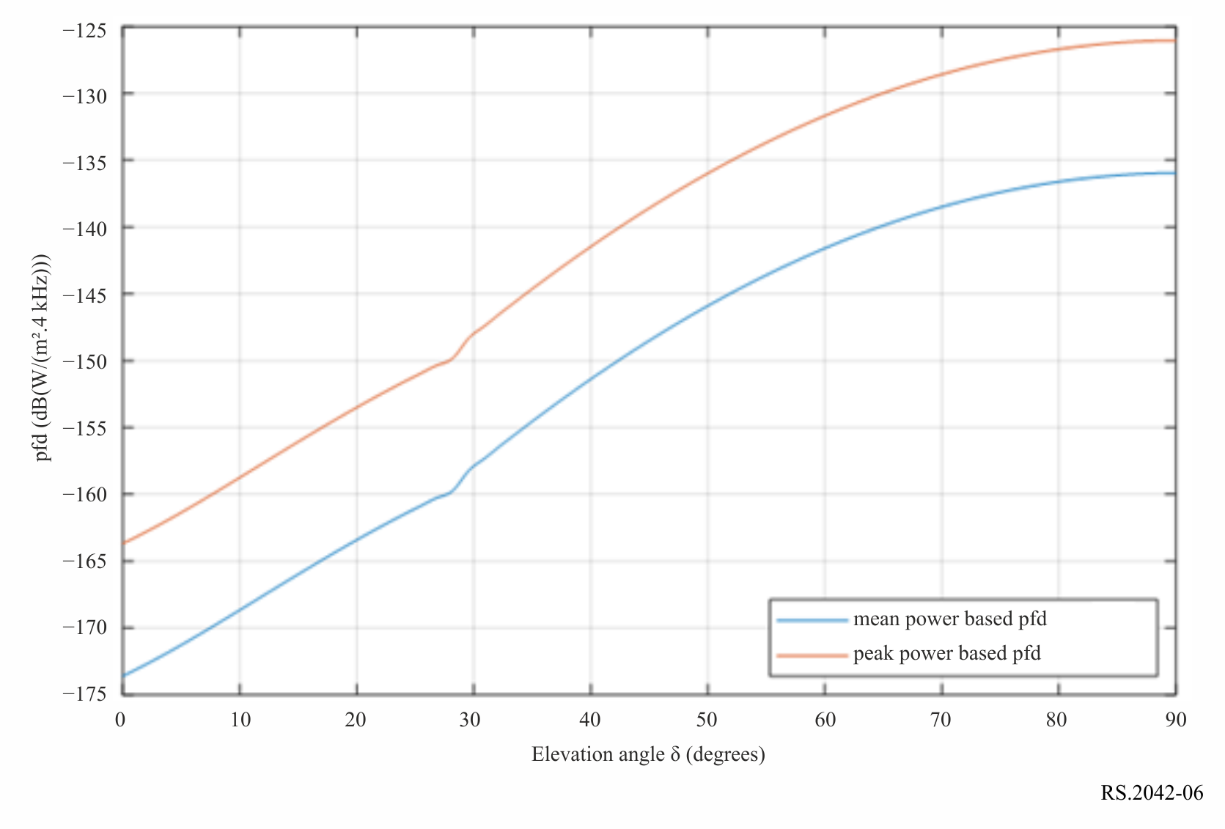 −125
−130
−135
−140
−145
−150
−155
−160
−165
−170
−175
pfd (dB(W/(m².4 kHz)))
mean power based pfd
peak power based pfd
0 10 20 30 40 50 60 70 80 90
Elevation angle δ (degrees)
RS.2042-06